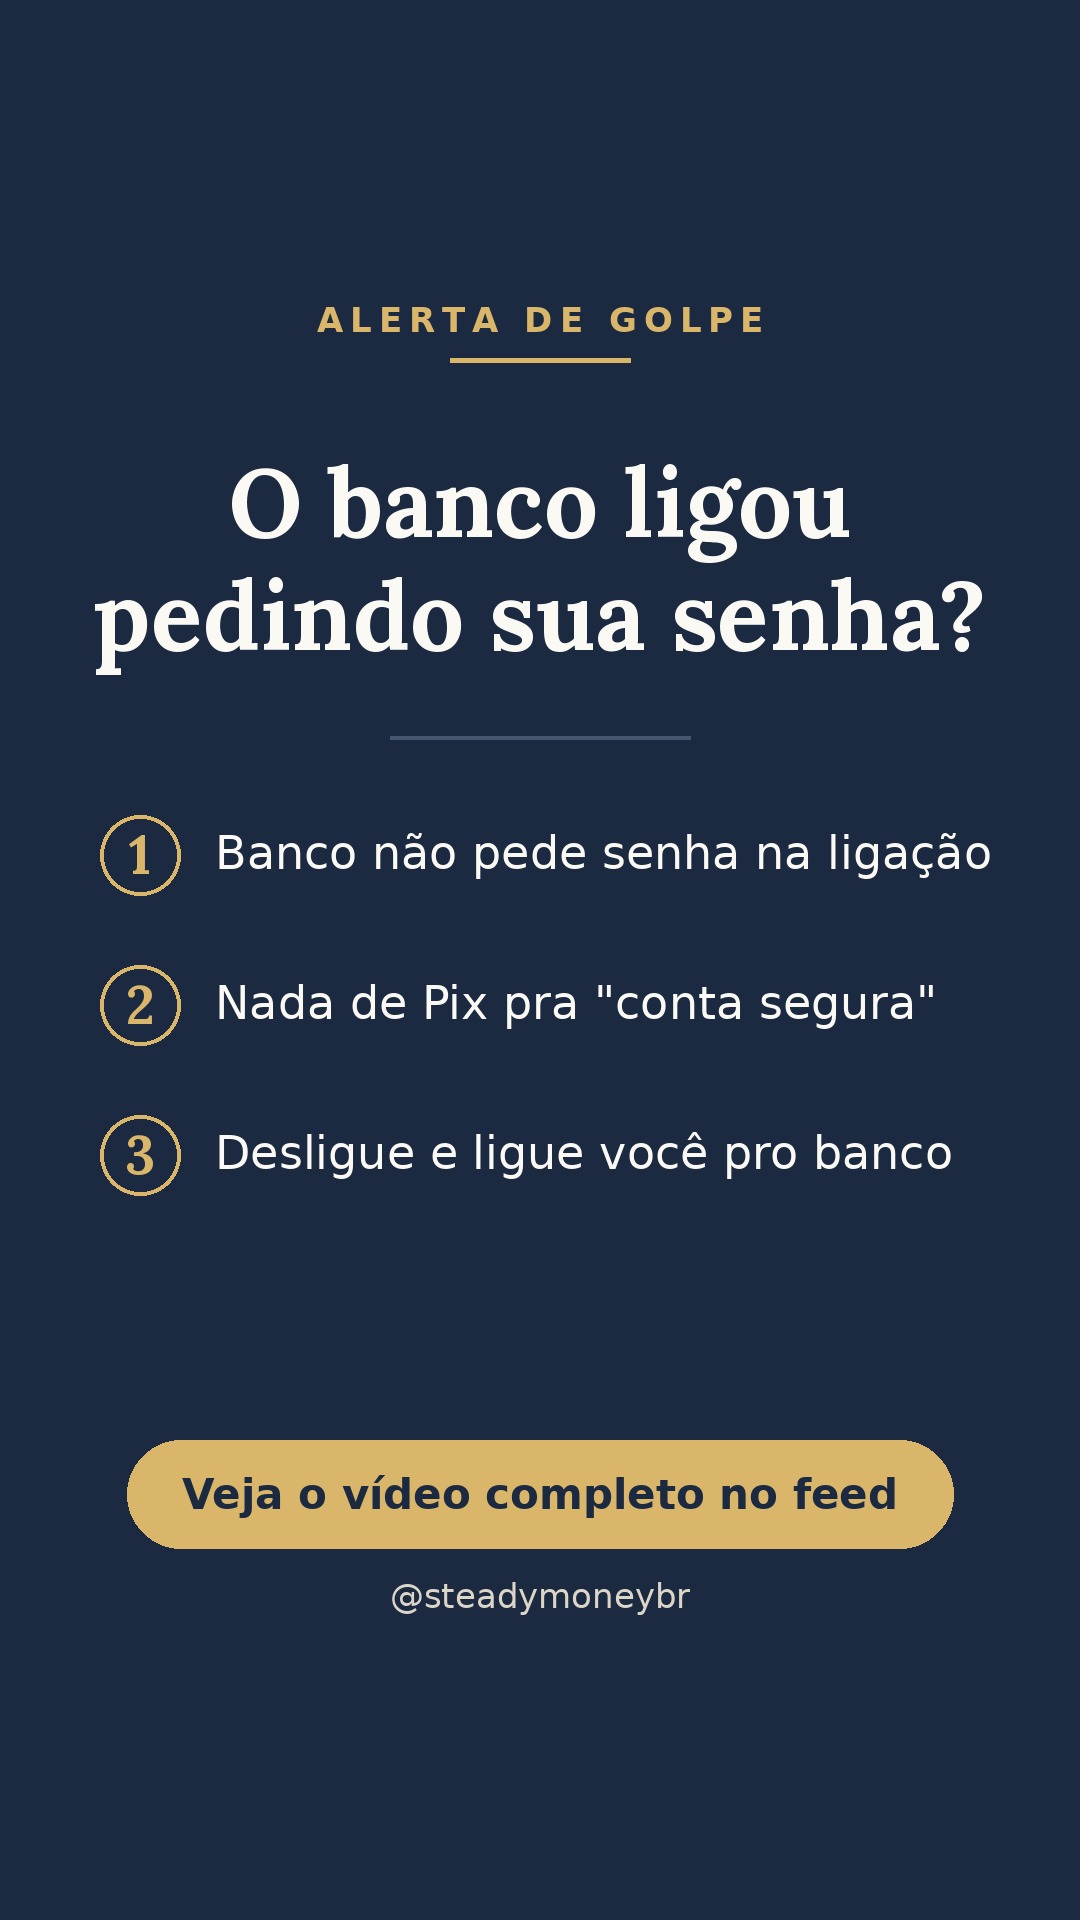 ALERTA DE GOLPE
O banco ligou
pedindo sua senha?
1 Banco não pede senha na ligação
2 Nada de Pix pra "conta segura"
3 Desligue e ligue você pro banco
Veja o vídeo completo no feed
@steadymoneybr